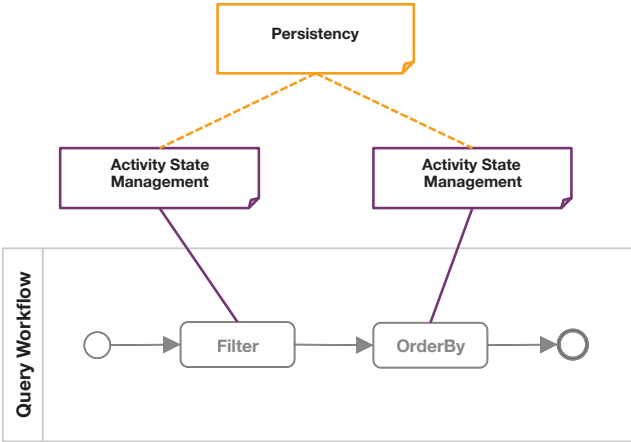 Persistency
Activity State
Management
Activity State
Management
Query Workflow
Filter
OrderBy